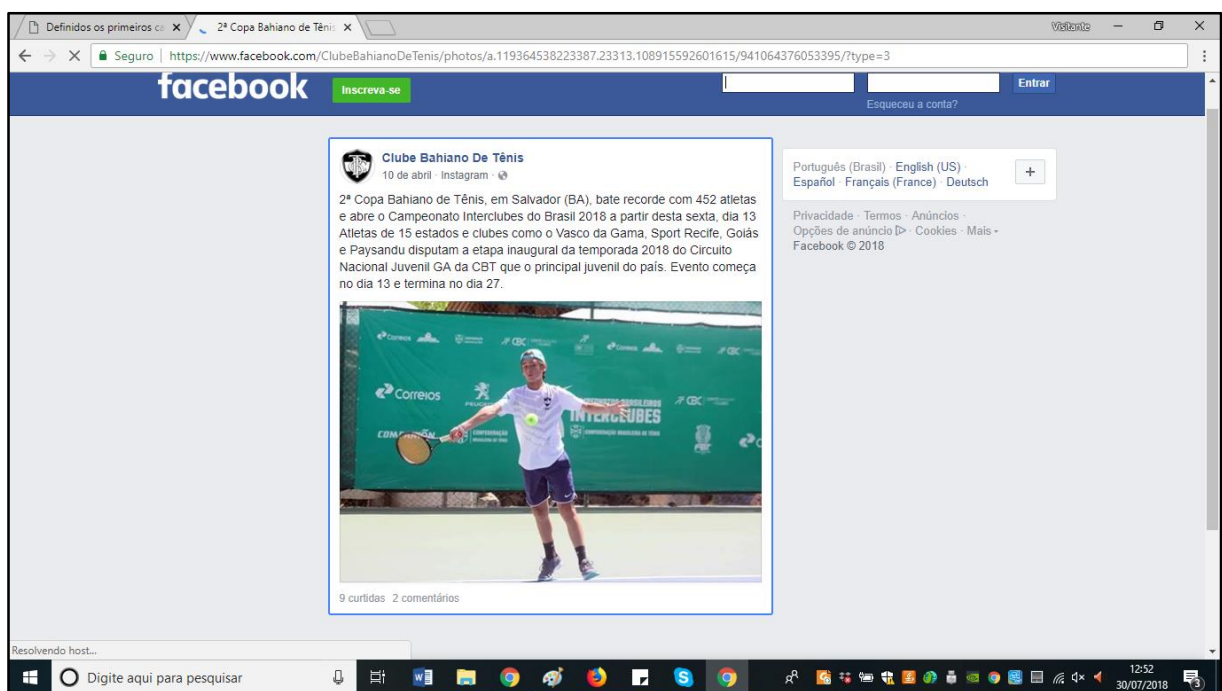 Definidos os primeiros ca
2ª Copa Bahiano de Tênis
Visitante
Seguro
https://www.facebook.com/ClubeBahianoDeTenis/photos/a.119364538223387.23313.108915592601615/941064376053395/?type=3
facebook
Inscreva-se
Entrar
Esqueceu a conta?
Clube Bahiano De Tênis
10 de abril · Instagram ·
2ª Copa Bahiano de Tênis, em Salvador (BA), bate recorde com 452 atletas
e abre o Campeonato Interclubes do Brasil 2018 a partir desta sexta, dia 13
Atletas de 15 estados e clubes como o Vasco da Gama, Sport Recife, Goiás
e Paysandu disputam a etapa inaugural da temporada 2018 do Circuito
Nacional Juvenil GA da CBT que o principal juvenil do país. Evento começa
no dia 13 e termina no dia 27.
Correios
Correios
Correios
INTERCLUBES
9 curtidas 2 comentários
Português (Brasil) · English (US) ·
Español · Français (France) · Deutsch
+
Privacidade · Termos · Anúncios ·
Opções de anúncio · Cookies · Mais
Facebook © 2018
Resolvendo host...
Digite aqui para pesquisar
12:52
30/07/2018
3